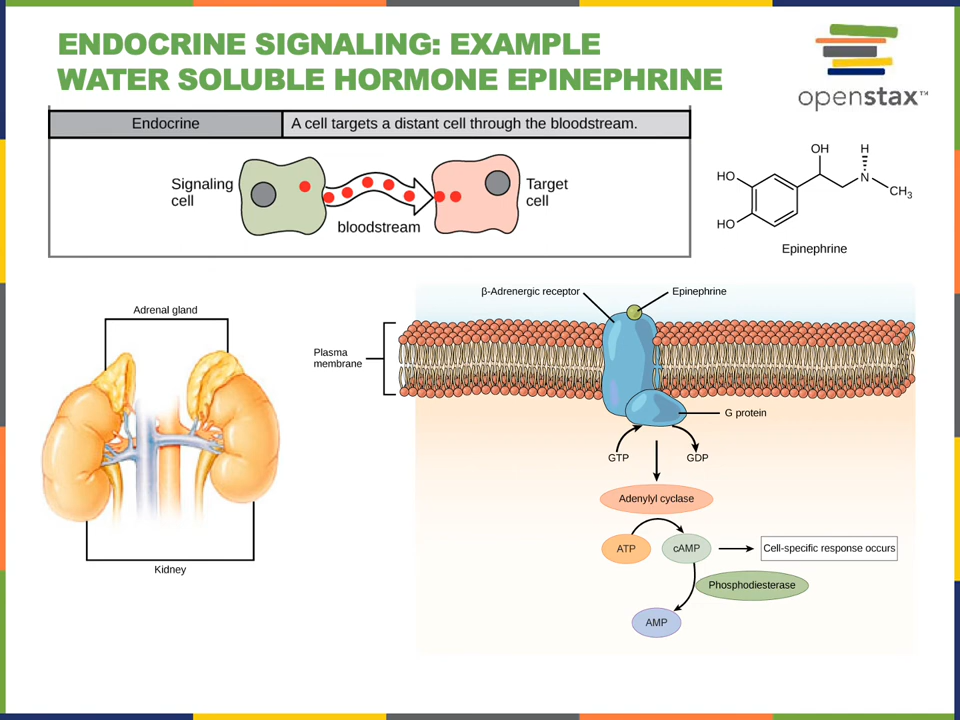 ENDOCRINE SIGNALING: EXAMPLE
WATER SOLUBLE HORMONE EPINEPHRINE
openstax™
Endocrine
A cell targets a distant cell through the bloodstream.
Signaling
cell
bloodstream
Target
cell
OH
H
HO
N
CH₃
HO
Epinephrine
Adrenal gland
Kidney
β-Adrenergic receptor
Epinephrine
Plasma
membrane
G protein
GTP
GDP
Adenylyl cyclase
ATP
cAMP
Cell-specific response occurs
Phosphodiesterase
AMP